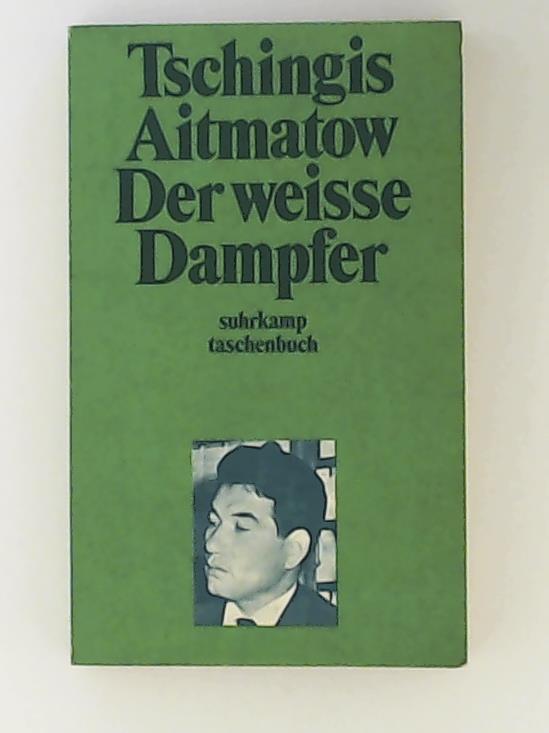 Tschingis
Aitmatow
Der weisse
Dampfer
suhrkamp
taschenbuch